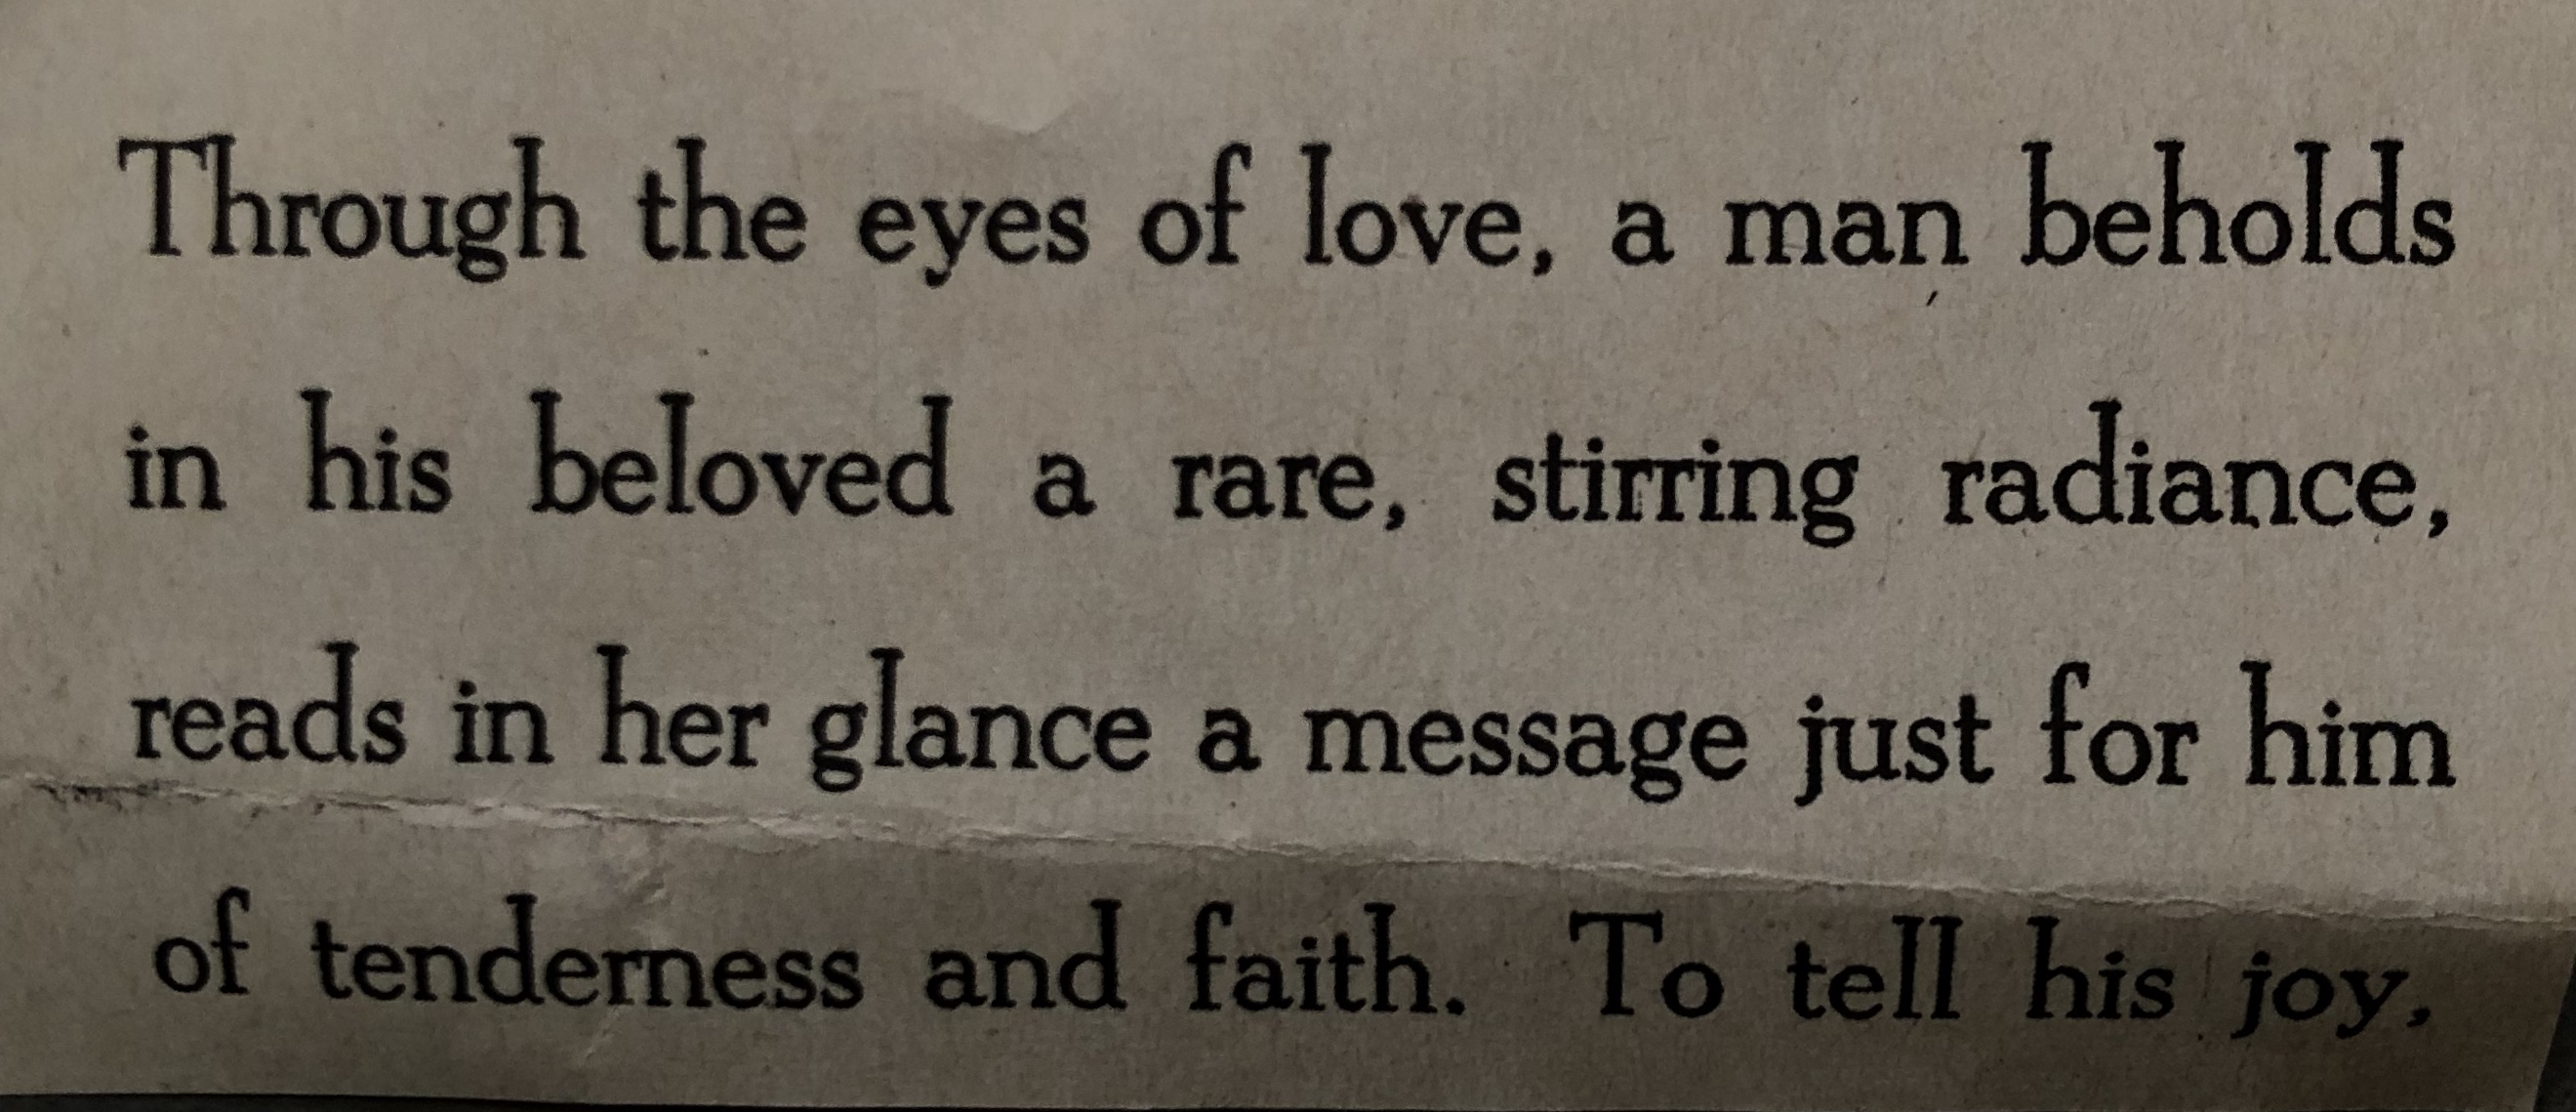 Through the eyes of love, a man beholds
in his beloved a rare, stirring radiance,
reads in her glance a message just for him
of tenderness and faith. To tell his joy,